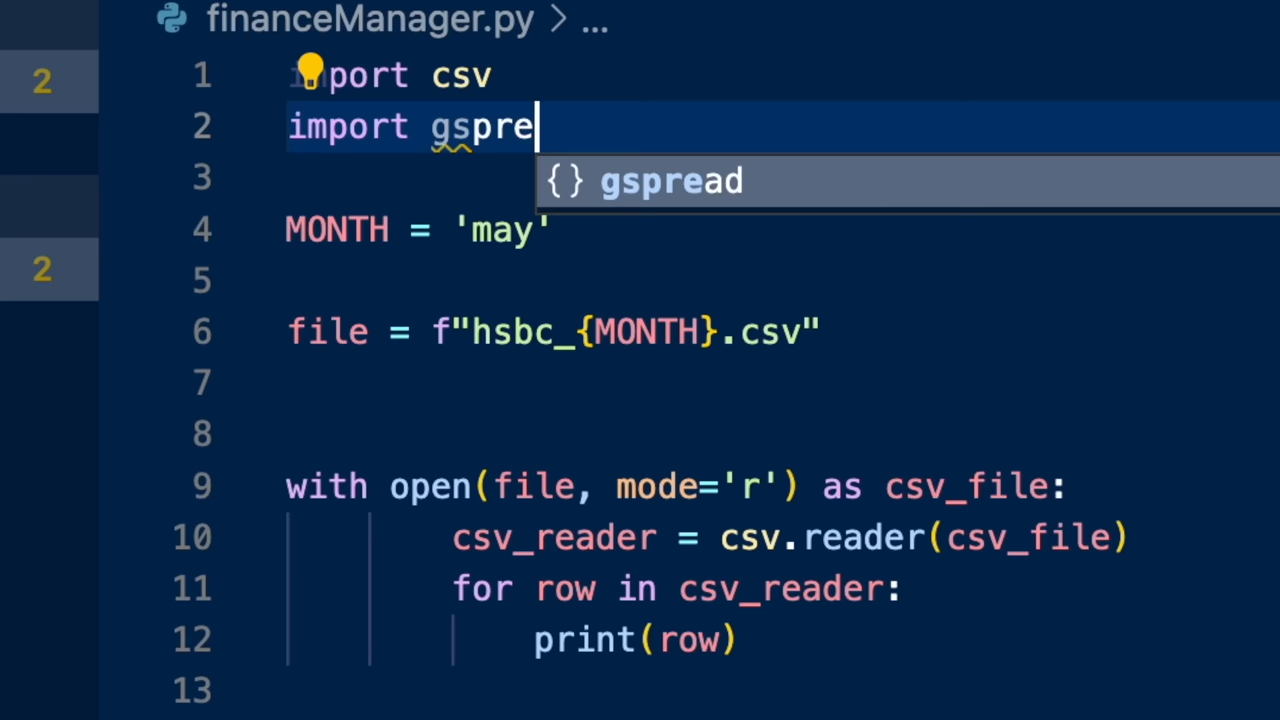 financeManager.py > ...
2
1 import csv
2 import gspre
{} gspread
3
4 MONTH = 'may'
5
2
6 file = f"hsbc_{MONTH}.csv"
7
8
9 with open(file, mode='r') as csv_file:
10 csv_reader = csv.reader(csv_file)
11 for row in csv_reader:
12 print(row)
13